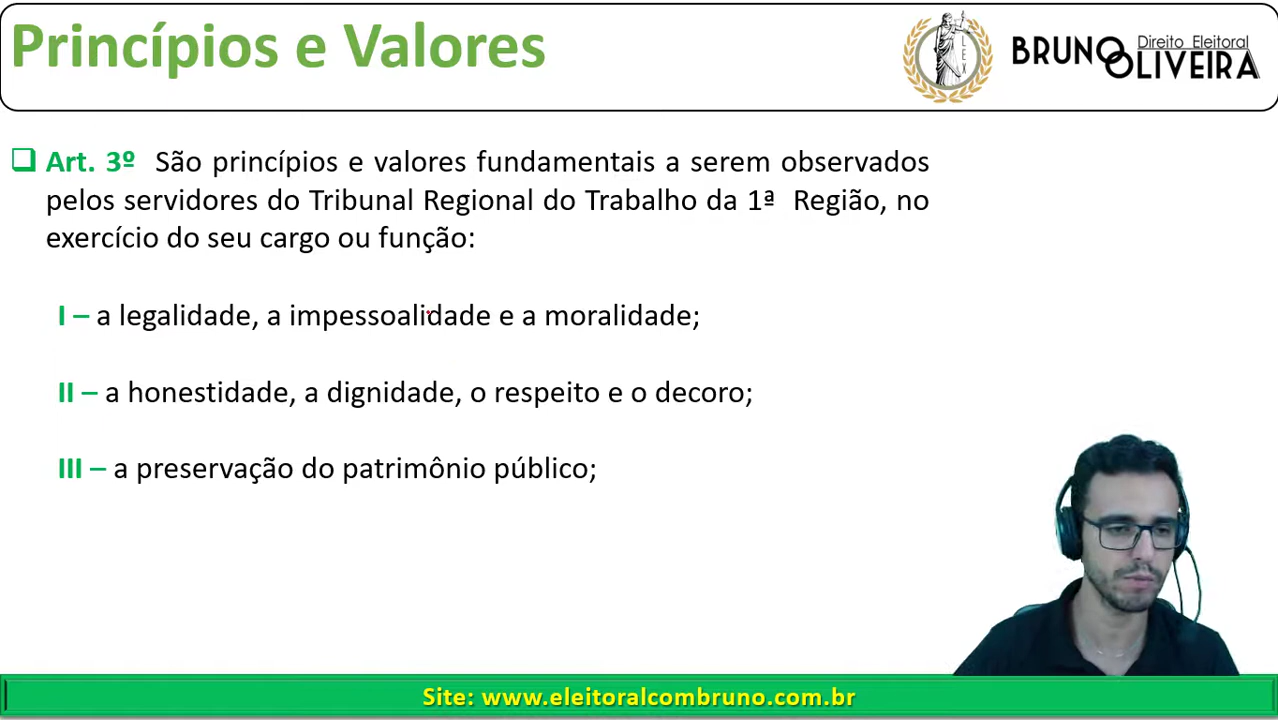 Princípios e Valores
LEX
BRUNO Direito Eleitoral
OLIVEIRA
Art. 3º São princípios e valores fundamentais a serem observados
pelos servidores do Tribunal Regional do Trabalho da 1ª Região, no
exercício do seu cargo ou função:
I – a legalidade, a impessoalidade e a moralidade;
II – a honestidade, a dignidade, o respeito e o decoro;
III – a preservação do patrimônio público;
Site: www.eleitoralcombruno.com.br